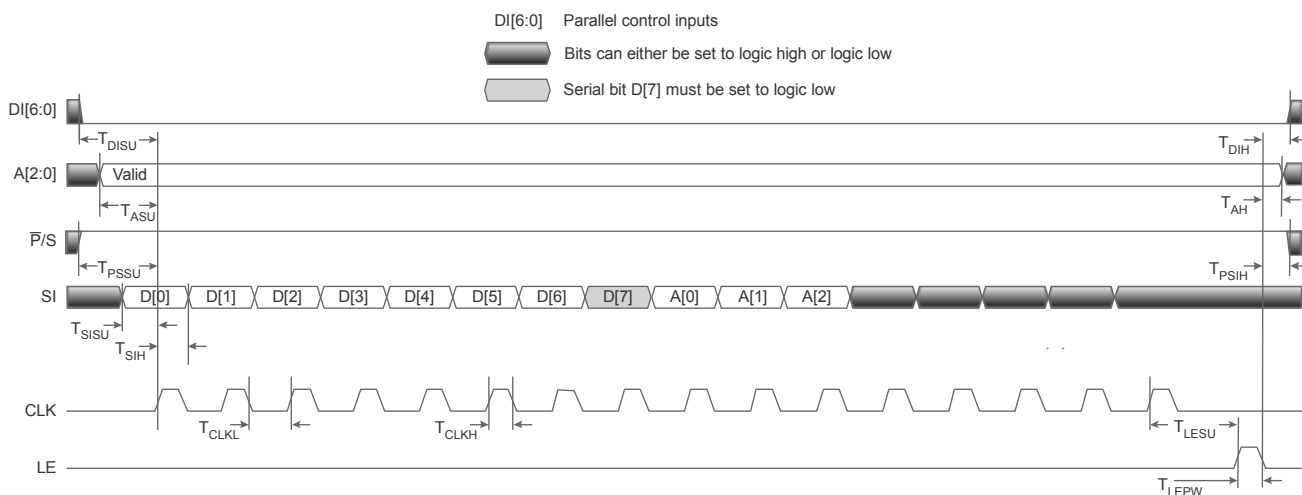 DI[6:0] Parallel control inputs
Bits can either be set to logic high or logic low
Serial bit D[7] must be set to logic low
DI[6:0]
T_DISU
T_DIH
A[2:0]
Valid
T_ASU
T_AH
P̅/S
T_PSSU
T_PSIH
SI
D[0] D[1] D[2] D[3] D[4] D[5] D[6] D[7] A[0] A[1] A[2]
T_SISU
T_SIH
CLK
T_CLKL
T_CLKH
T_LESU
LE
T_LEPW